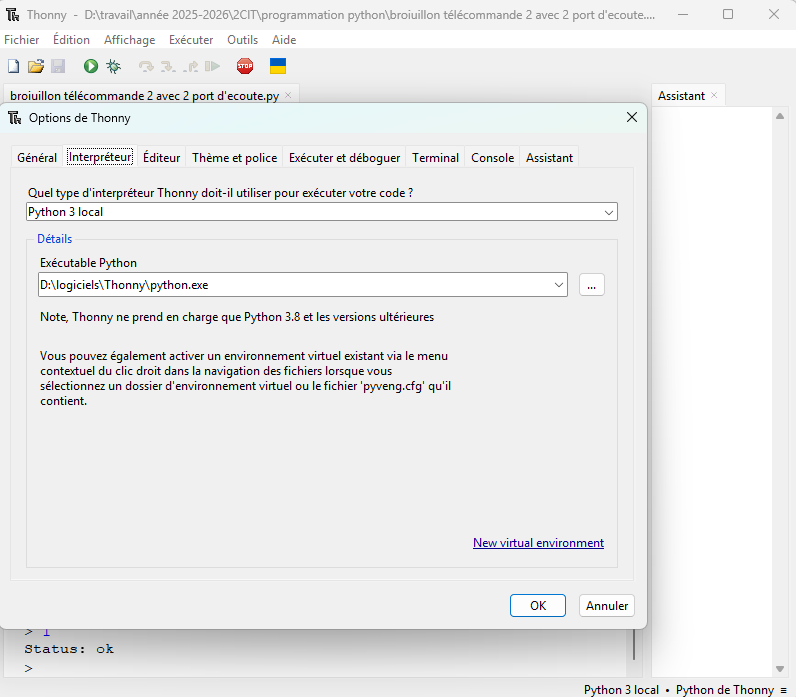 Thonny - D:\travail\année 2025-2026\2CIT\programmation python\broiuillon télécommande 2 avec 2 port d'ecoute....
Fichier Édition Affichage Exécuter Outils Aide
STOP
broiuillon télécommande 2 avec 2 port d'ecoute.py ×
Assistant ×
Options de Thonny
Général Interpréteur Éditeur Thème et police Exécuter et déboguer Terminal Console Assistant
Quel type d'interpréteur Thonny doit-il utiliser pour exécuter votre code ?
Python 3 local
Détails
Exécutable Python
D:\logiciels\Thonny\python.exe
...
Note, Thonny ne prend en charge que Python 3.8 et les versions ultérieures
Vous pouvez également activer un environnement virtuel existant via le menu
contextuel du clic droit dans la navigation des fichiers lorsque vous
sélectionnez un dossier d'environnement virtuel ou le fichier 'pyveng.cfg' qu'il
contient.
New virtual environment
OK Annuler
> 1
Status: ok
>
Python 3 local • Python de Thonny ≡